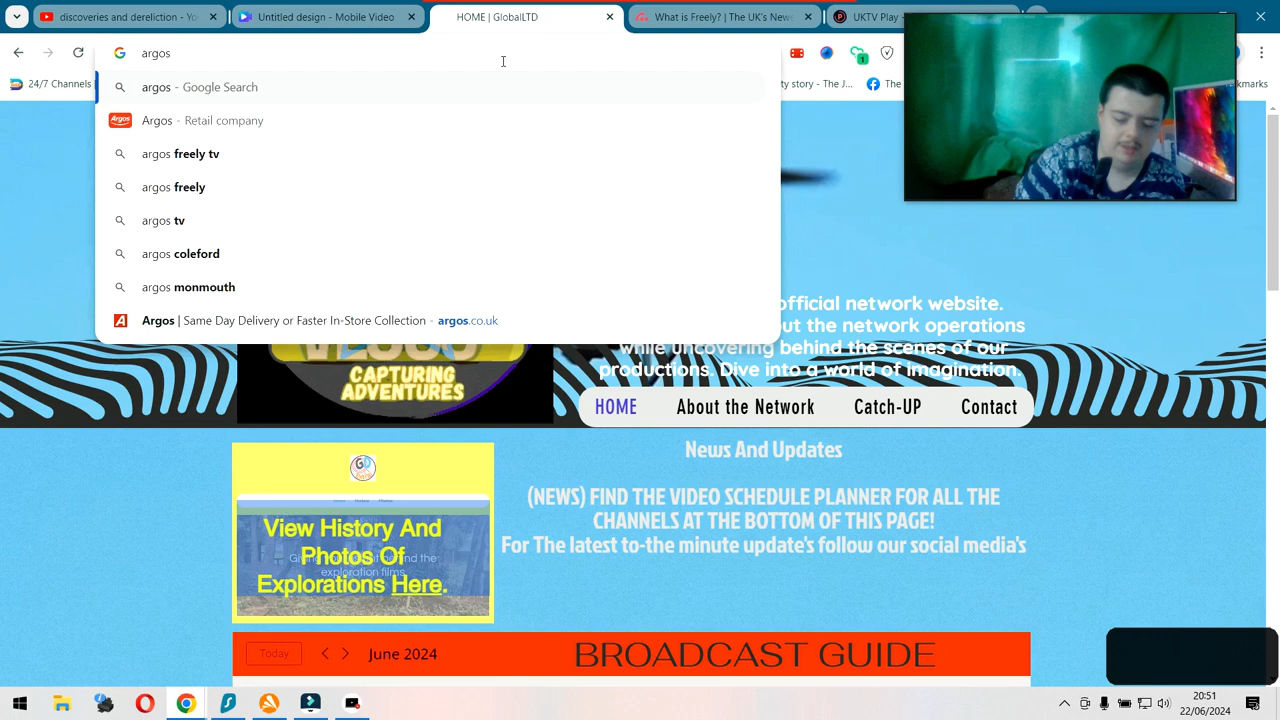 discoveries and dereliction - Yo
Untitled design - Mobile Video
HOME | GlobalLTD
What is Freely? | The UK's New
UKTV Play -
argos
1
24/7 Channels
ty story - The J...
The
kmarks
argos - Google Search
Argos - Retail company
argos freely tv
argos freely
argos tv
argos coleford
argos monmouth
Argos | Same Day Delivery or Faster In-Store Collection - argos.co.uk
official network website.
out the network operations
while uncovering behind the scenes of our
productions. Dive into a world of imagination.
CAPTURING
ADVENTURES
HOME
About the Network
Catch-UP
Contact
News And Updates
(NEWS) FIND THE VIDEO SCHEDULE PLANNER FOR ALL THE
CHANNELS AT THE BOTTOM OF THIS PAGE!
For The latest to-the minute update's follow our social media's
View History And
Photos Of
Explorations Here.
Today
June 2024
BROADCAST GUIDE
20:51
22/06/2024